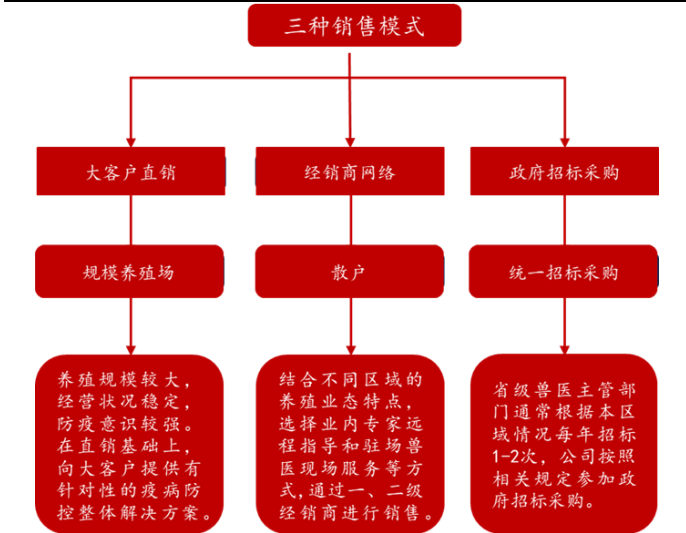 三种销售模式
大客户直销
经销商网络
政府招标采购
规模养殖场
散户
统一招标采购
养殖规模较大，
经营状况稳定，
防疫意识较强。
在直销基础上，
向大客户提供有
针对性的疫病防
控整体解决方案。
结合不同区域的
养殖业态特点，
选择业内专家远
程指导和驻场兽
医现场服务等方
式,通过一、二级
经销商进行销售。
省级兽医主管部
门通常根据本区
域情况每年招标
1-2次，公司按照
相关规定参加政
府招标采购。